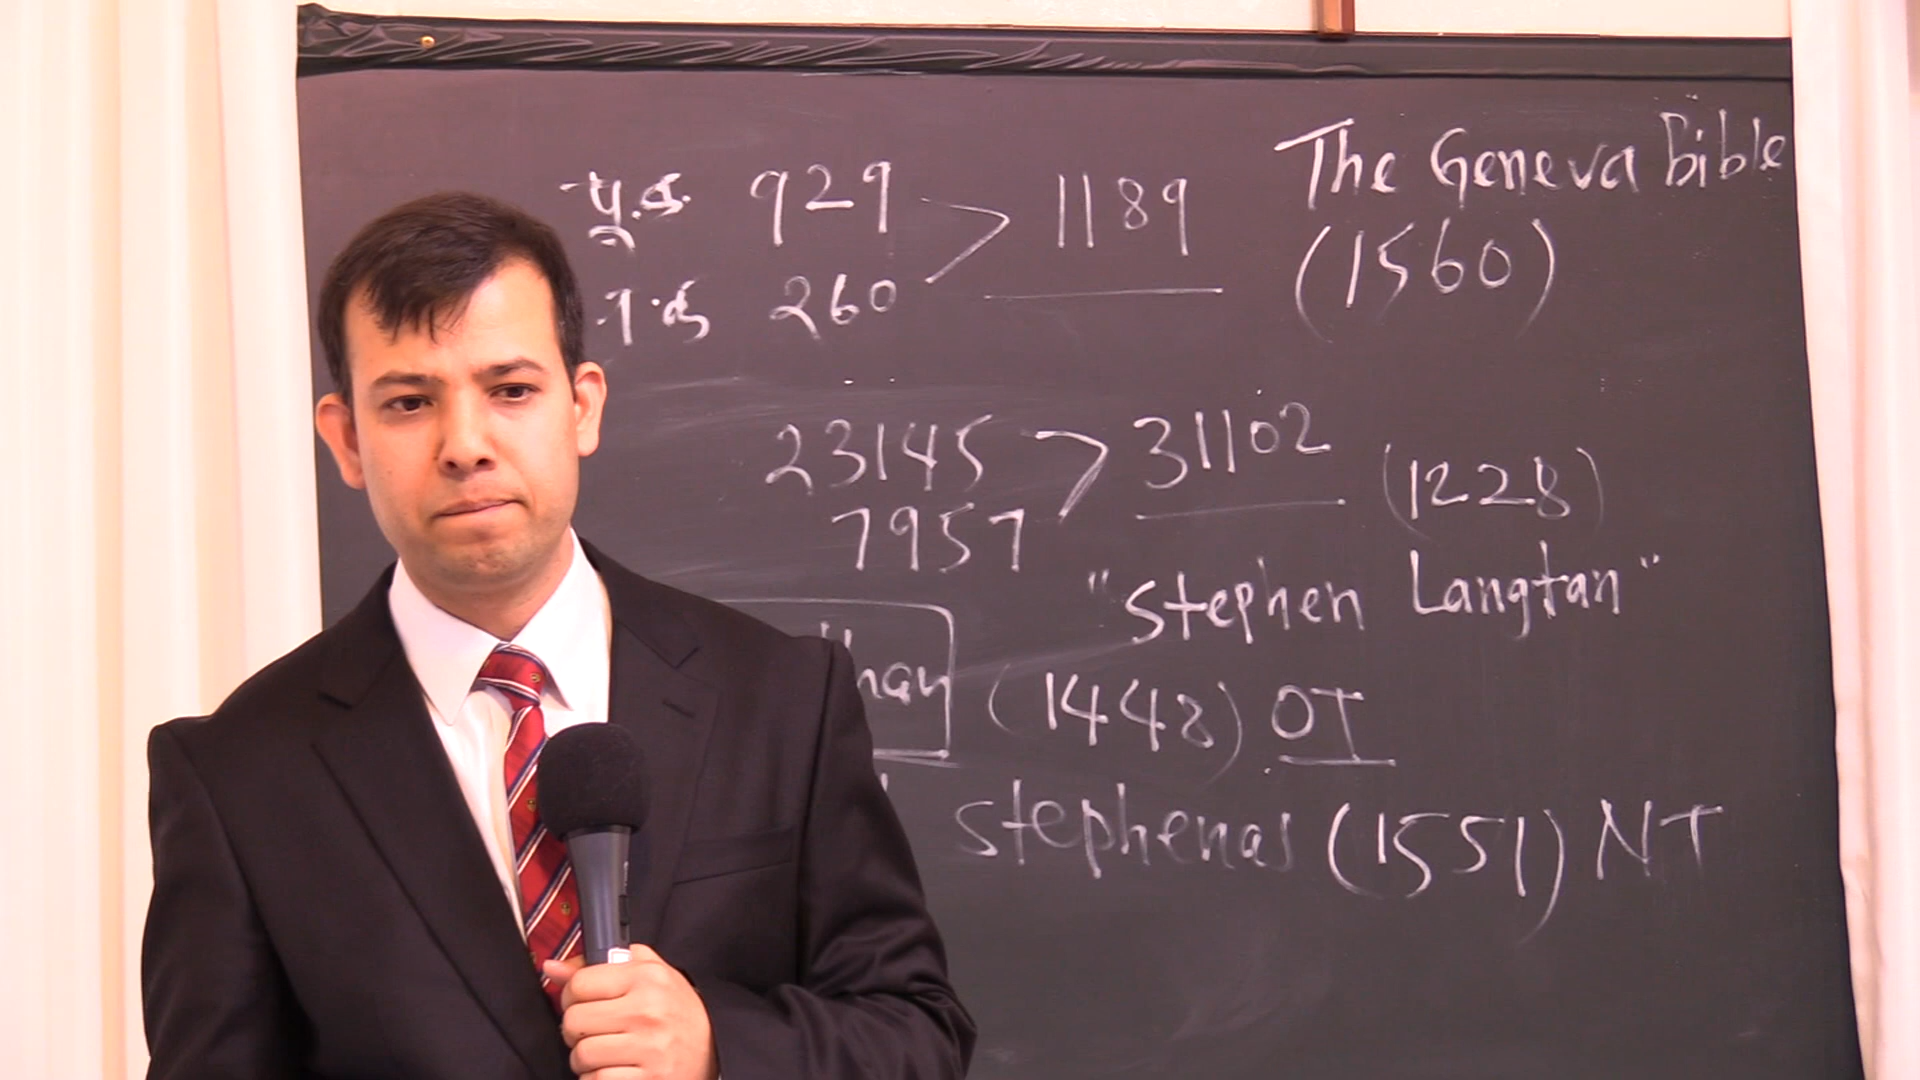 929 > 1189
260
The Geneva Bible
(1560)
23145 > 31102
7957
(1228)
"Stephen Langtan"
(1448) OT
Stephenas (1551) NT